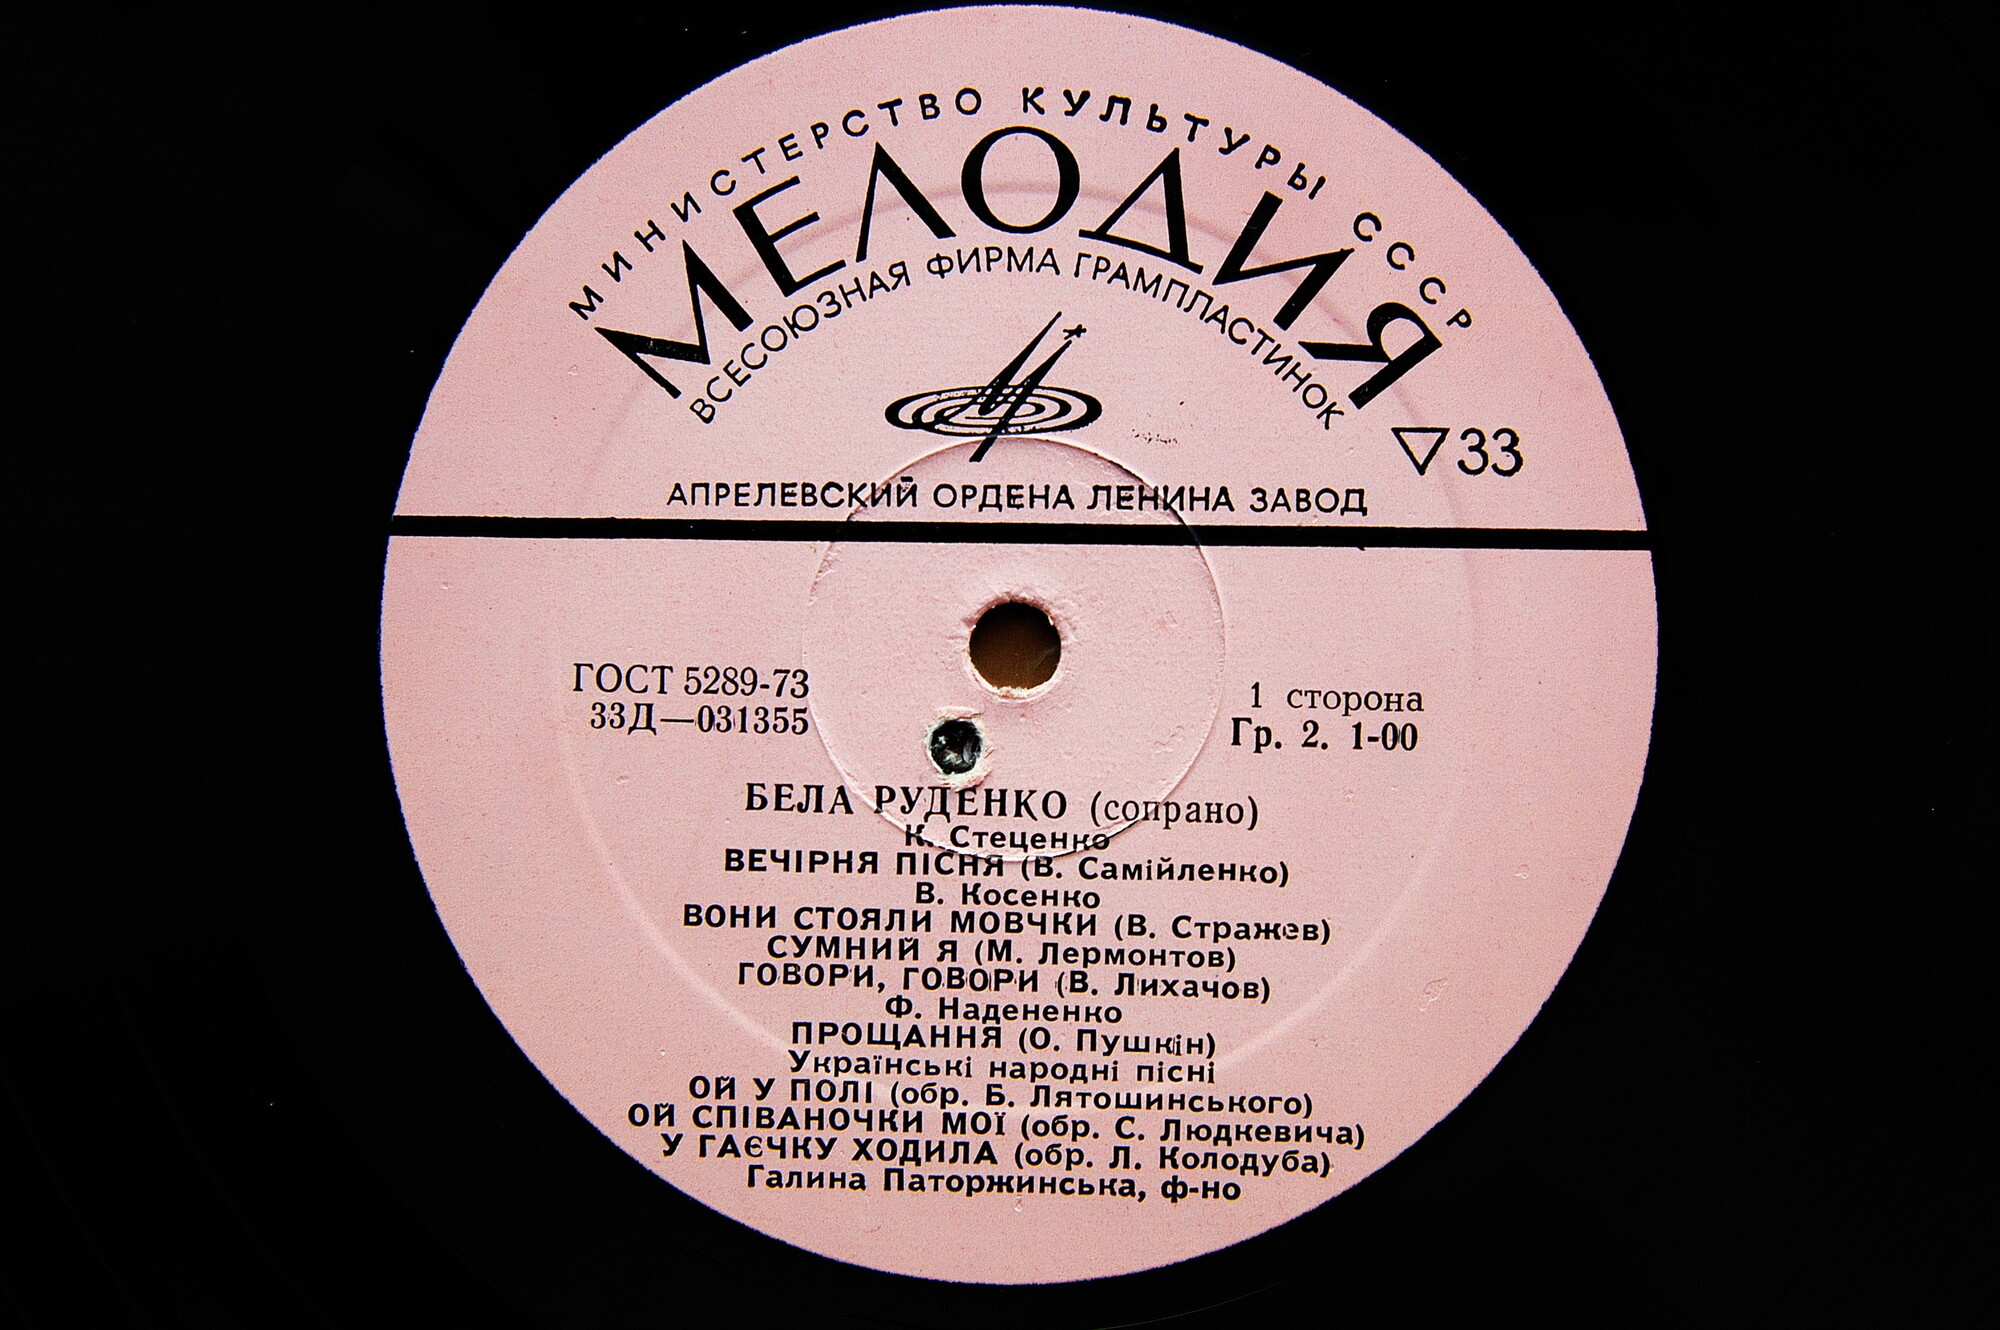 МИНИСТЕРСТВО КУЛЬТУРЫ СССР
МЕЛОДИЯ
ВСЕСОЮЗНАЯ ФИРМА ГРАМПЛАСТИНОК
33
АПРЕЛЕВСКИЙ ОРДЕНА ЛЕНИНА ЗАВОД
ГОСТ 5289-73
33Д—031355
1 сторона
Гр. 2. 1-00
БЕЛА РУДЕНКО (сопрано)
К. Стеценко
ВЕЧІРНЯ ПІСНЯ (В. Самійленко)
В. Косенко
ВОНИ СТОЯЛИ МОВЧКИ (В. Стражев)
СУМНИЙ Я (М. Лермонтов)
ГОВОРИ, ГОВОРИ (В. Лихачов)
Ф. Надененко
ПРОЩАННЯ (О. Пушкін)
Українські народні пісні
ОЙ У ПОЛІ (обр. Б. Лятошинського)
ОЙ СПІВАНОЧКИ МОЇ (обр. С. Людкевича)
У ГАЄЧКУ ХОДИЛА (обр. Л. Колодуба)
Галина Паторжинська, ф-но